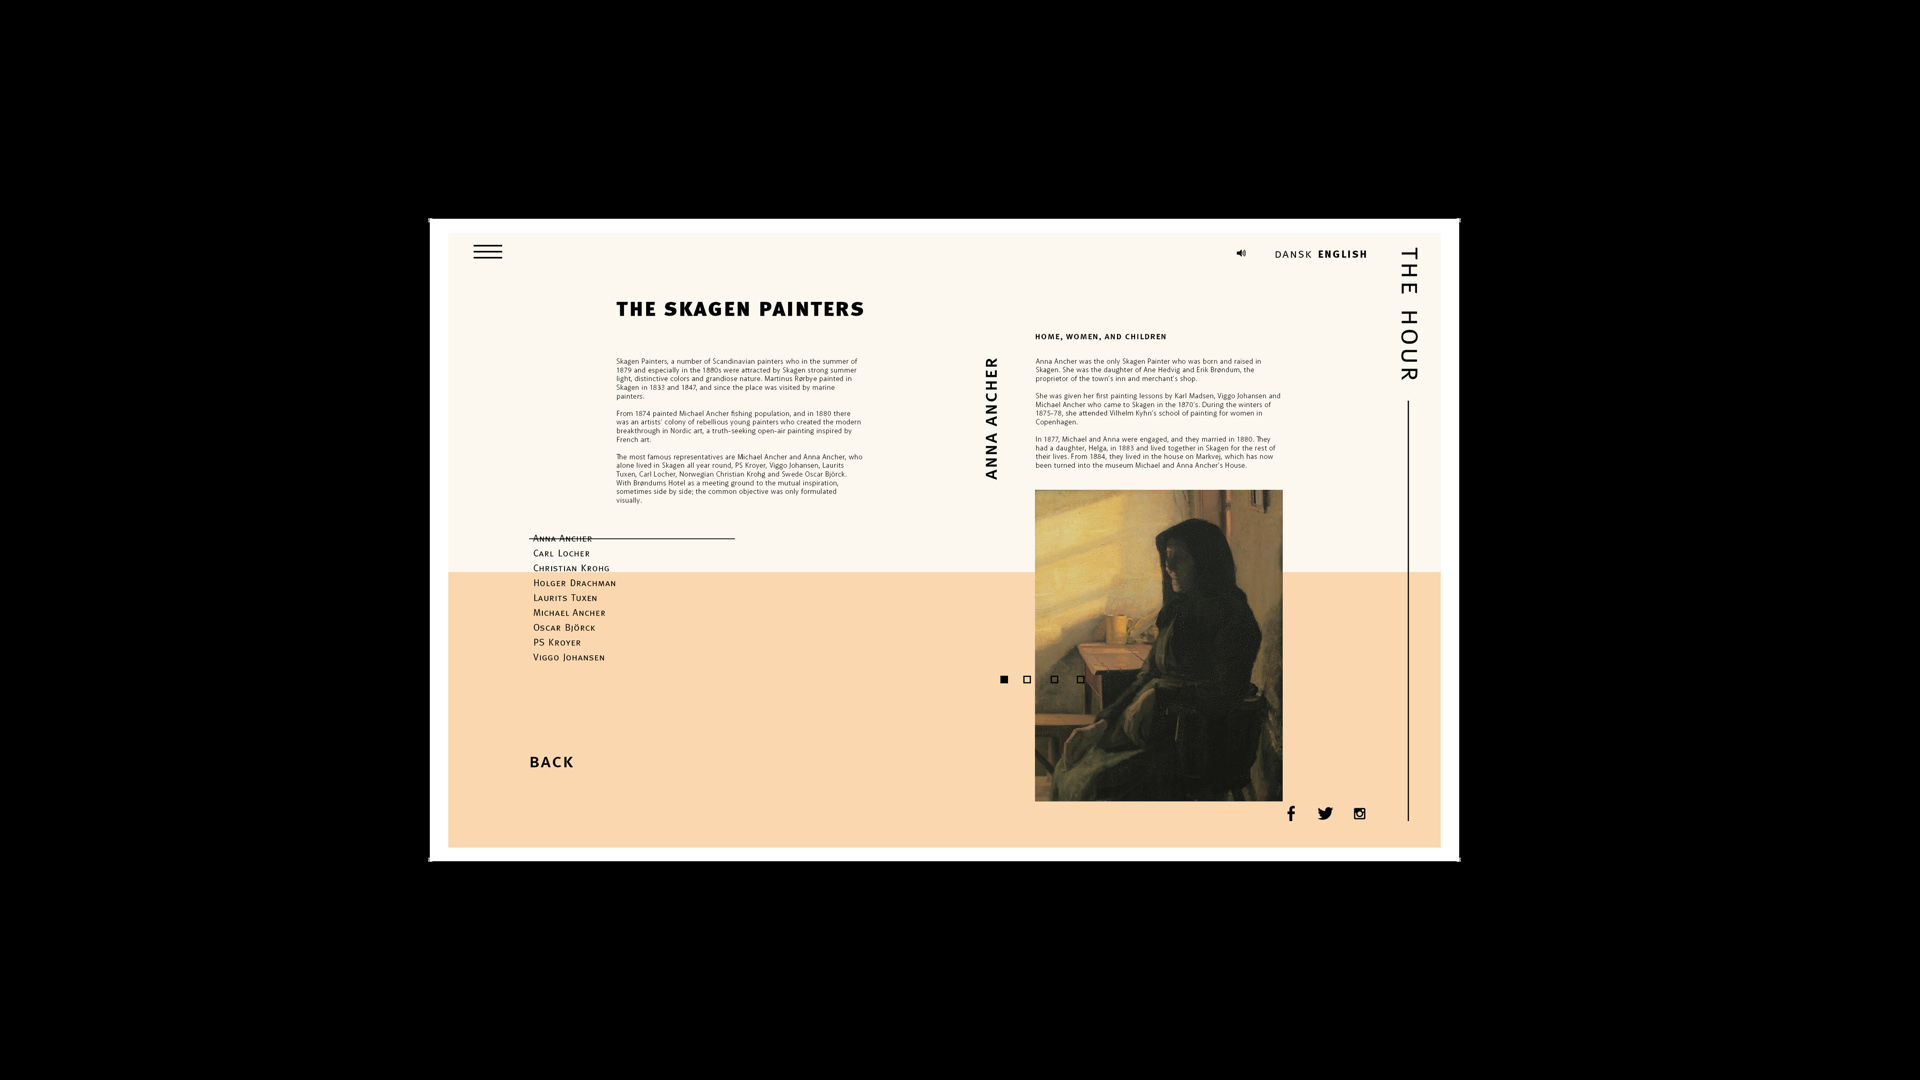 DANSK ENGLISH
THE HOUR
THE SKAGEN PAINTERS
Skagen Painters, a number of Scandinavian painters who in the summer of
1879 and especially in the 1880s were attracted by Skagen strong summer
light, distinctive colors and grandiose nature. Martinus Rørbye painted in
Skagen in 1833 and 1847, and since the place was visited by marine
painters.
From 1874 painted Michael Ancher fishing population, and in 1880 there
was an artists' colony of rebellious young painters who created the modern
breakthrough in Nordic art, a truth-seeking open-air painting inspired by
French art.
The most famous representatives are Michael Ancher and Anna Ancher, who
alone lived in Skagen all year round, PS Krøyer, Viggo Johansen, Laurits
Tuxen, Carl Locher, Norwegian Christian Krohg and Swede Oscar Björck.
With Brøndums Hotel as a meeting ground to the mutual inspiration,
sometimes side by side; the common objective was only formulated
visually.
Anna Ancher
Carl Locher
Christian Krohg
Holger Drachman
Laurits Tuxen
Michael Ancher
Oscar Björck
PS Kroyer
Viggo Johansen
BACK
ANNA ANCHER
HOME, WOMEN, AND CHILDREN
Anna Ancher was the only Skagen Painter who was born and raised in
Skagen. She was the daughter of Ane Hedvig and Erik Brøndum, the
proprietor of the town's inn and merchant's shop.
She was given her first painting lessons by Karl Madsen, Viggo Johansen and
Michael Ancher who came to Skagen in the 1870's. During the winters of
1875-78, she attended Vilhelm Kyhn's school of painting for women in
Copenhagen.
In 1877, Michael and Anna were engaged, and they married in 1880. They
had a daughter, Helga, in 1883 and lived together in Skagen for the rest of
their lives. From 1884, they lived in the house on Markvej, which has now
been turned into the museum Michael and Anna Ancher's House.